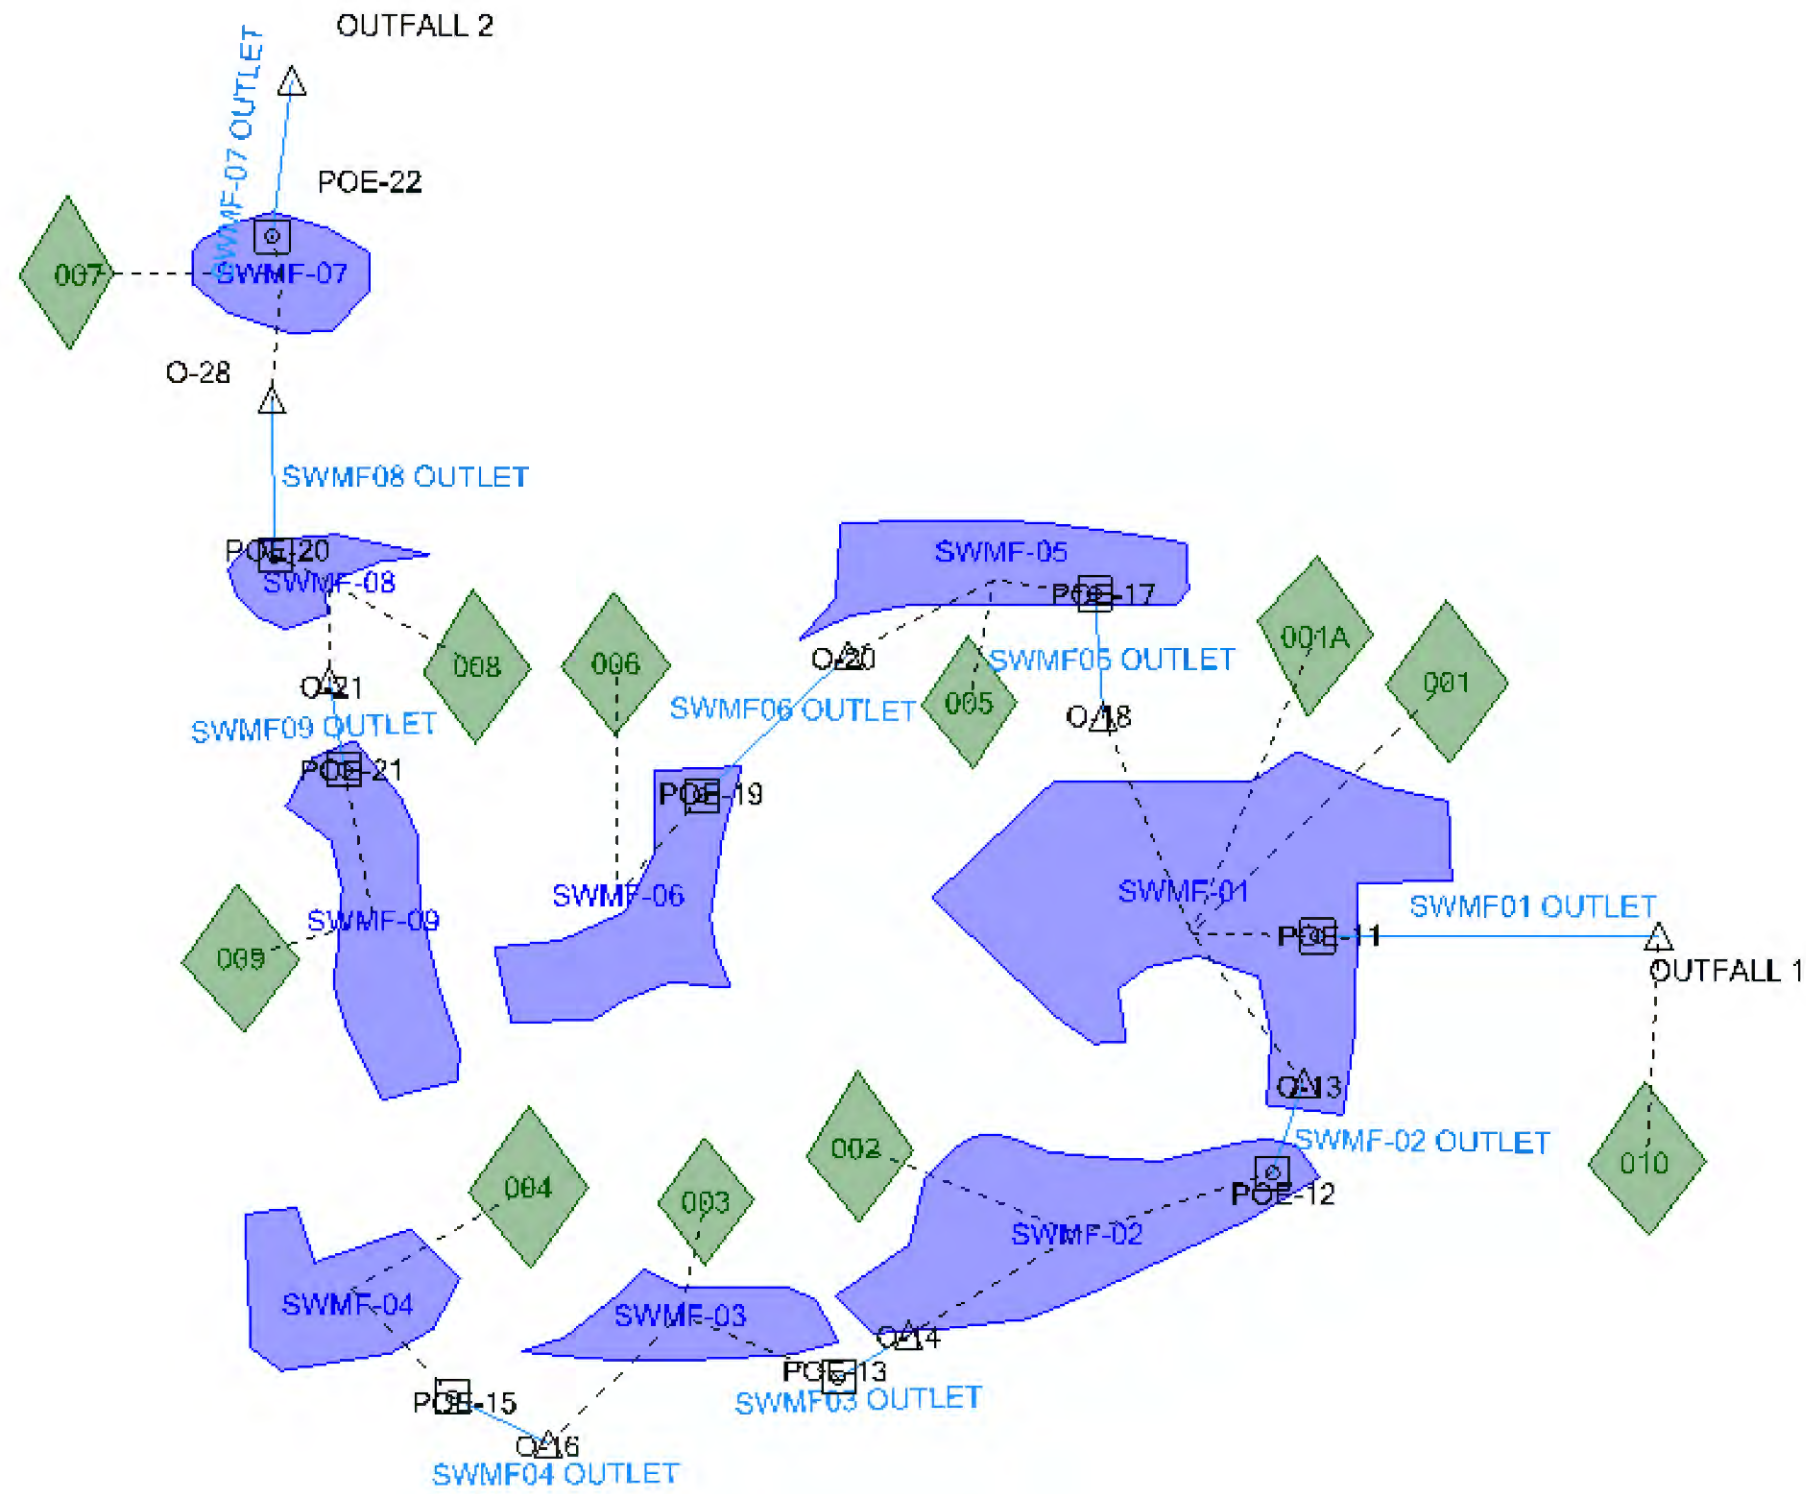 OUTFALL 2
SWMF-07 OUTLET
POE-22
007
SWMF-07
O-28
SWMF08 OUTLET
POE-20
SWMF-08
SWMF-05
POE-17
001A
008
006
O-20
SWMF05 OUTLET
001
O-21
005
SWMF06 OUTLET
O-18
SWMF09 OUTLET
POE-21
POE-19
SWMF-06
SWMF-01
SWMF01 OUTLET
SWMF-09
POE-11
009
OUTFALL 1
O-13
002
SWMF-02 OUTLET
010
004
003
POE-12
SWMF-02
SWMF-04
SWMF-03
O-14
POE-13
POE-15
SWMF03 OUTLET
O-16
SWMF04 OUTLET